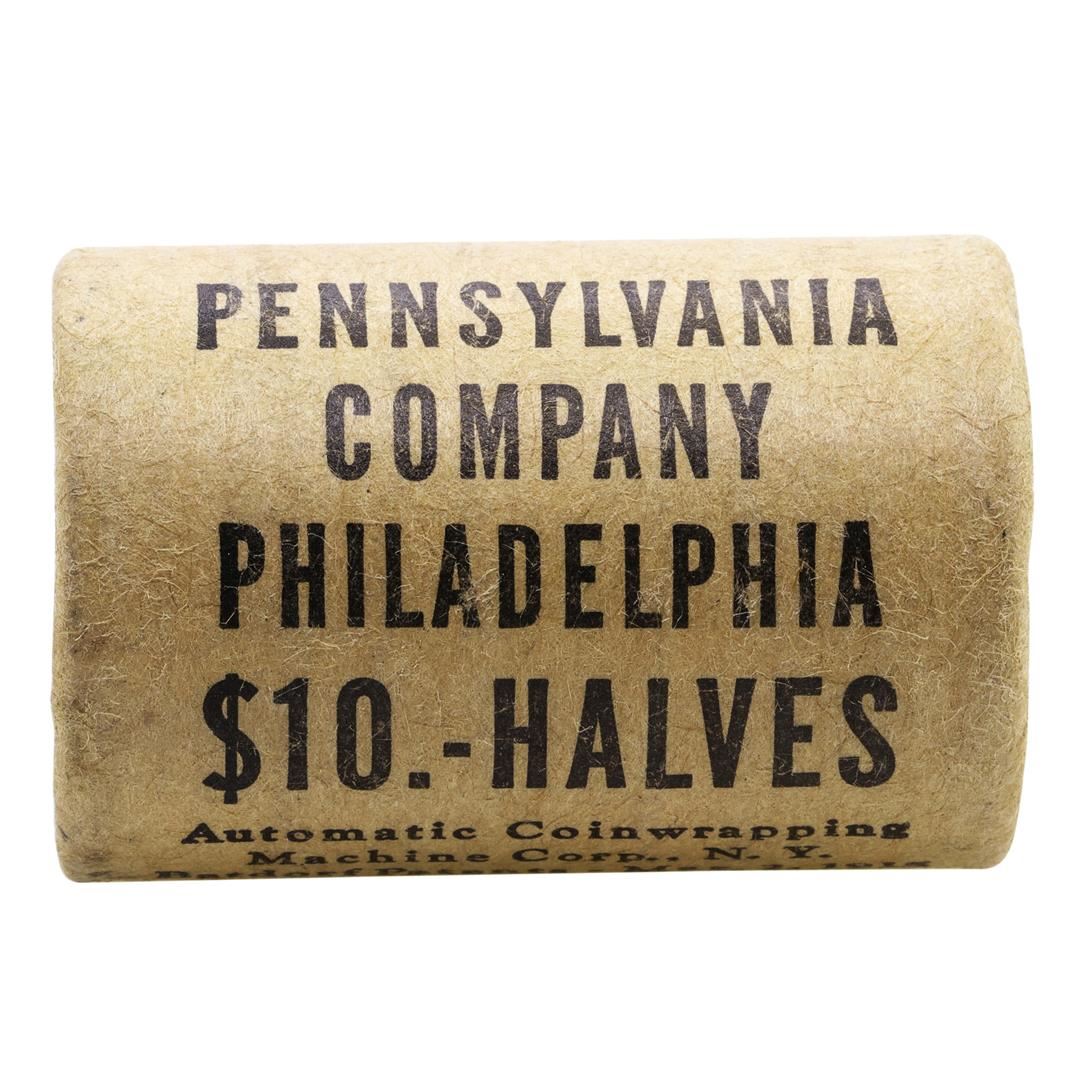 PENNSYLVANIA
COMPANY
PHILADELPHIA
$10.-HALVES
Automatic Coinwrapping
Machine Corp., N. Y.